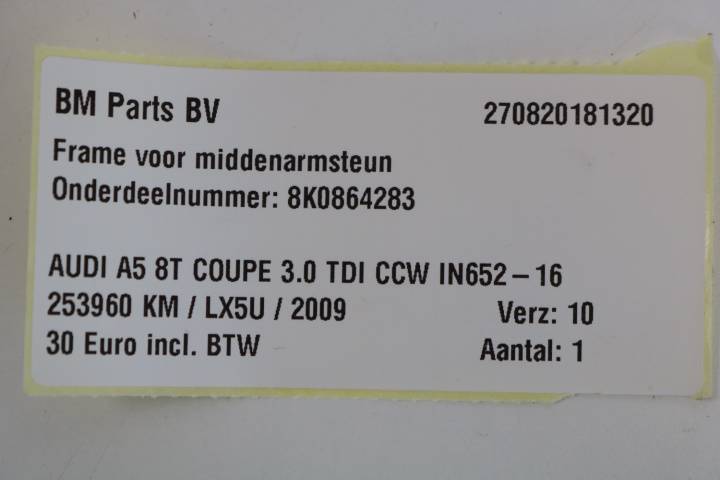 BM Parts BV 270820181320
Frame voor middenarmsteun
Onderdeelnummer: 8K0864283
AUDI A5 8T COUPE 3.0 TDI CCW IN652 – 16
253960 KM / LX5U / 2009 Verz: 10
30 Euro incl. BTW Aantal: 1